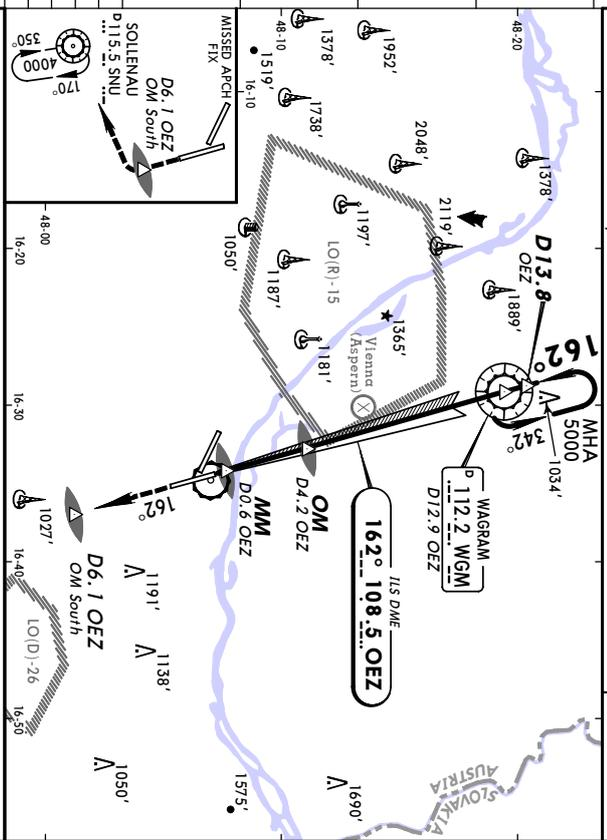 48-10
48-20
1378'
1952'
1519'
16-10
1738'
2048'
1378'
2119'
1197'
1050'
1187'
LO(R)-15
1889'
1365'
1181'
Vienna
(Aspern)
D13.8
OEZ
162°
MHA
5000
342°
1034'
WAGRAM
D
112.2 WGM
D12.9 OEZ
ILS DME
162° 108.5 OEZ
OM
D4.2 OEZ
MM
D0.6 OEZ
162°
D6.1 OEZ
OM South
1027'
1191'
1138'
LO(D)-26
1050'
1575'
1690'
SLOVAKIA
AUSTRIA
48-00
16-20
16-30
16-40
16-50
MISSED APCH
FIX
D6.1 OEZ
OM South
SOLLENAU
D 115.5 SNU
350°
4000
170°